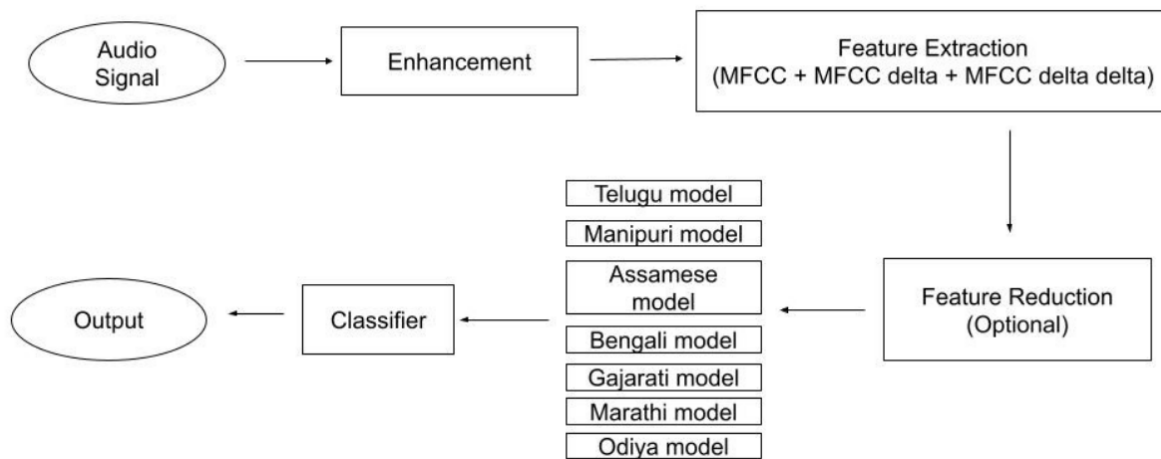 Audio
Signal
Enhancement
Feature Extraction
(MFCC + MFCC delta + MFCC delta delta)
Feature Reduction
(Optional)
Telugu model
Manipuri model
Assamese
model
Bengali model
Gajarati model
Marathi model
Odiya model
Classifier
Output